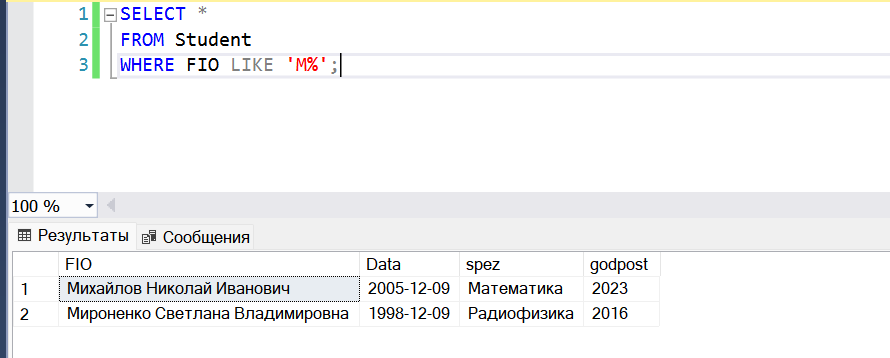 1 SELECT *
2 FROM Student
3 WHERE FIO LIKE 'М%';
100 %
Результаты Сообщения
FIO Data spez godpost
1 Михайлов Николай Иванович 2005-12-09 Математика 2023
2 Мироненко Светлана Владимировна 1998-12-09 Радиофизика 2016